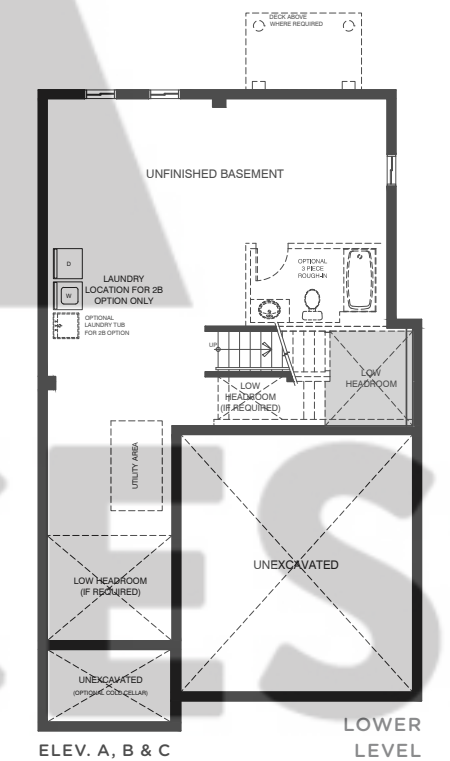 DECK ABOVE
WHERE REQUIRED
UNFINISHED BASEMENT
D
W
LAUNDRY
LOCATION FOR 2B
OPTION ONLY
OPTIONAL
LAUNDRY TUB
FOR 2B OPTION
OPTIONAL
3 PIECE
ROUGH-IN
UP
LOW
HEADROOM
LOW
HEADROOM
(IF REQUIRED)
UTILITY AREA
UNEXCAVATED
LOW HEADROOM
(IF REQUIRED)
UNEXCAVATED
(OPTIONAL COLD CELLAR)
ES
ELEV. A, B & C
LOWER
LEVEL